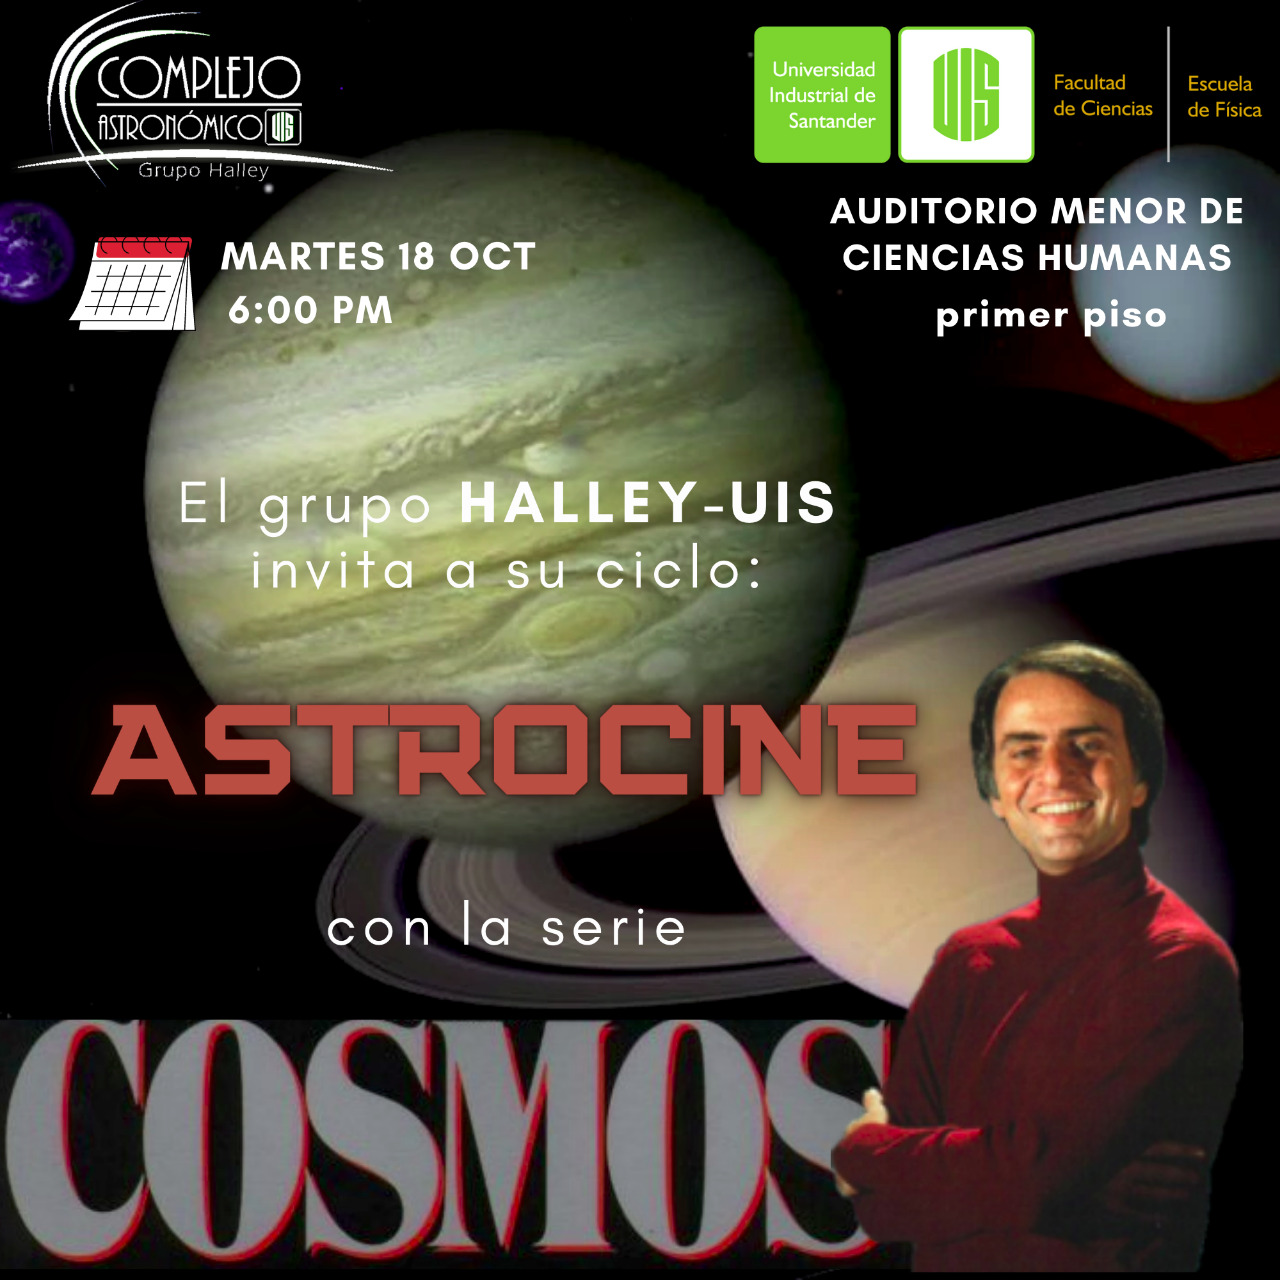 COMPLEJO
ASTRONÓMICO UIS
Grupo Halley
Universidad
Industrial de
Santander
UIS
Facultad
de Ciencias
Escuela
de Física
MARTES 18 OCT
6:00 PM
AUDITORIO MENOR DE
CIENCIAS HUMANAS
primer piso
El grupo HALLEY-UIS
invita a su ciclo:
ASTROCINE
con la serie
COSMOS